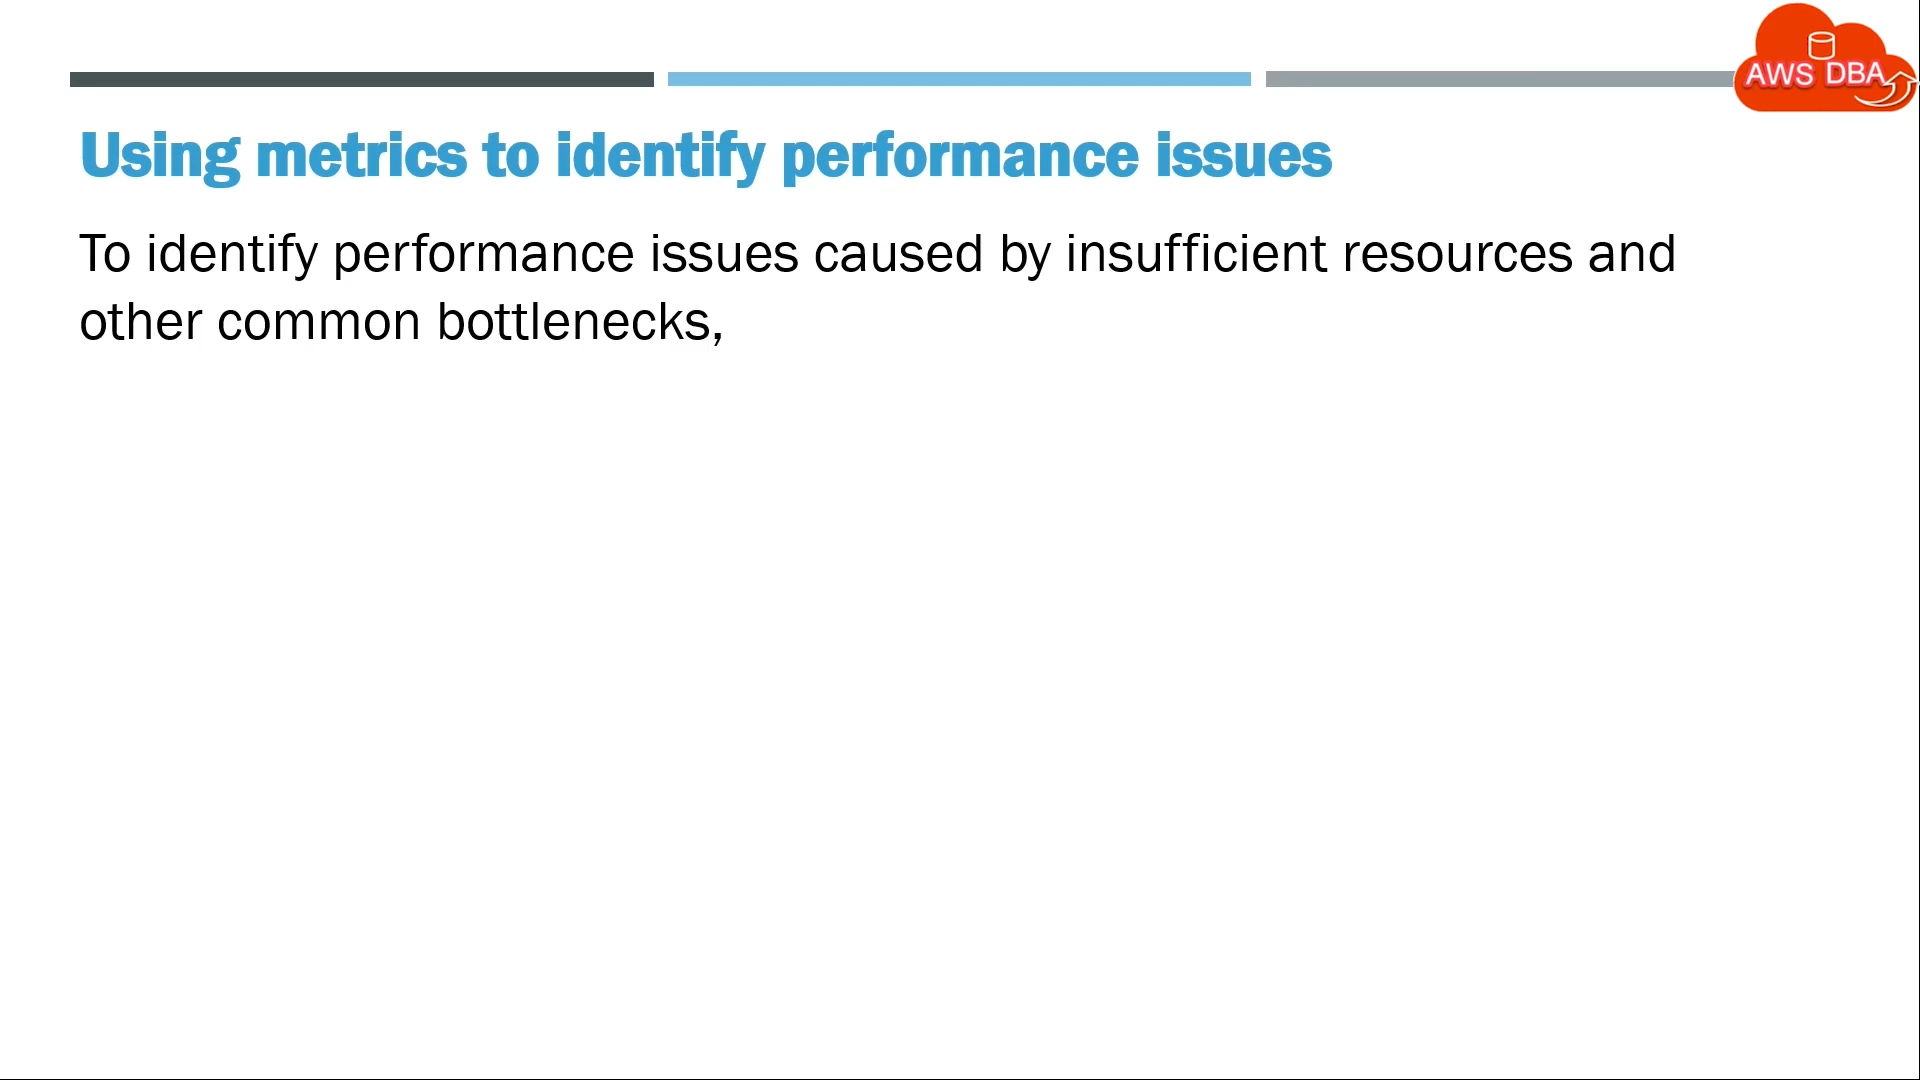 AWS DBA
Using metrics to identify performance issues
To identify performance issues caused by insufficient resources and
other common bottlenecks,